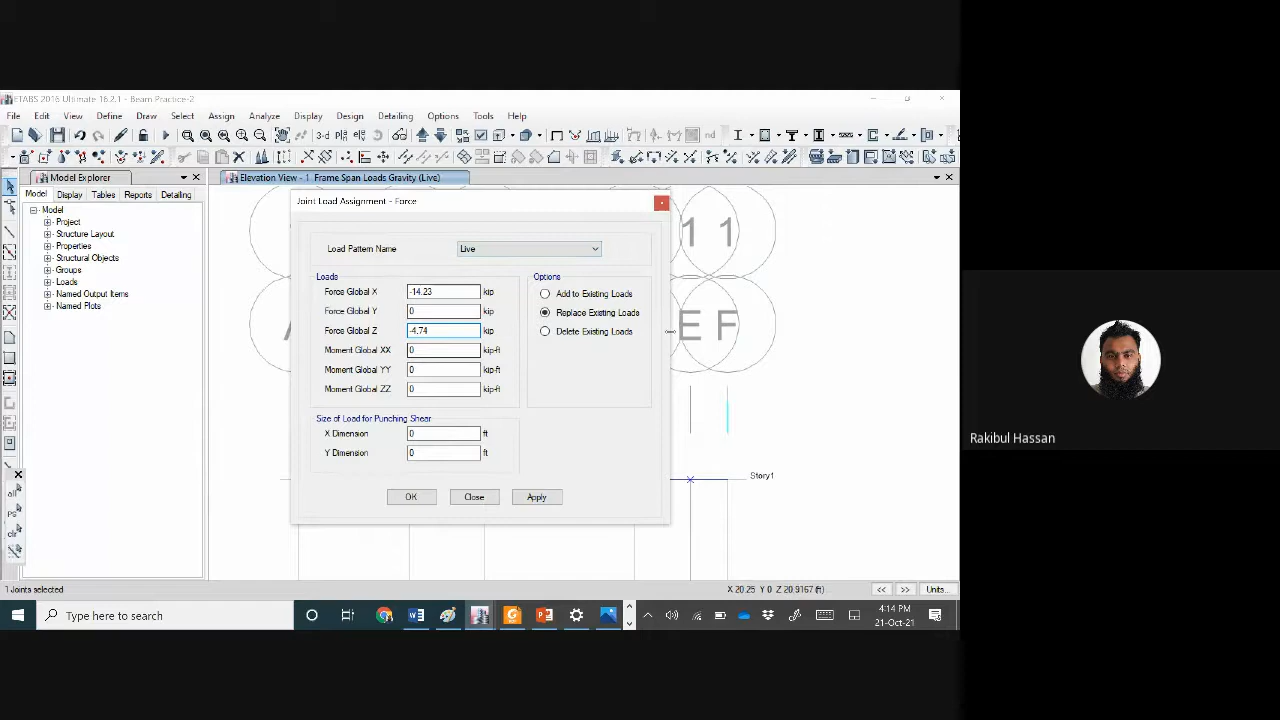 ETABS 2016 Ultimate 16.2.1 - Beam Practice-2
File Edit View Define Draw Select Assign Analyze Display Design Detailing Options Tools Help
3-d
nd
Model Explorer
Elevation View - 1 Frame Span Loads Gravity (Live)
Model Display Tables Reports Detailing
Model
Project
Structure Layout
Properties
Structural Objects
Groups
Loads
Named Output Items
Named Plots
Joint Load Assignment - Force
Load Pattern Name Live
Loads
Force Global X -14.23 kip
Force Global Y 0 kip
Force Global Z -4.74 kip
Moment Global XX 0 kip-ft
Moment Global YY 0 kip-ft
Moment Global ZZ 0 kip-ft
Size of Load for Punching Shear
X Dimension 0 ft
Y Dimension 0 ft
Options
Add to Existing Loads
Replace Existing Loads
Delete Existing Loads
OK Close Apply
1 1
E F
Story1
all
clr
1 Joints selected
X 20.25 Y 0 Z 20.9167 (ft)
<< >> Units...
Type here to search
4:14 PM
21-Oct-21
Rakibul Hassan